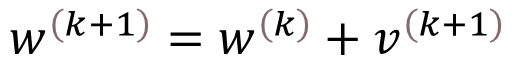 w^{(k+1)} = w^{(k)} + v^{(k+1)}